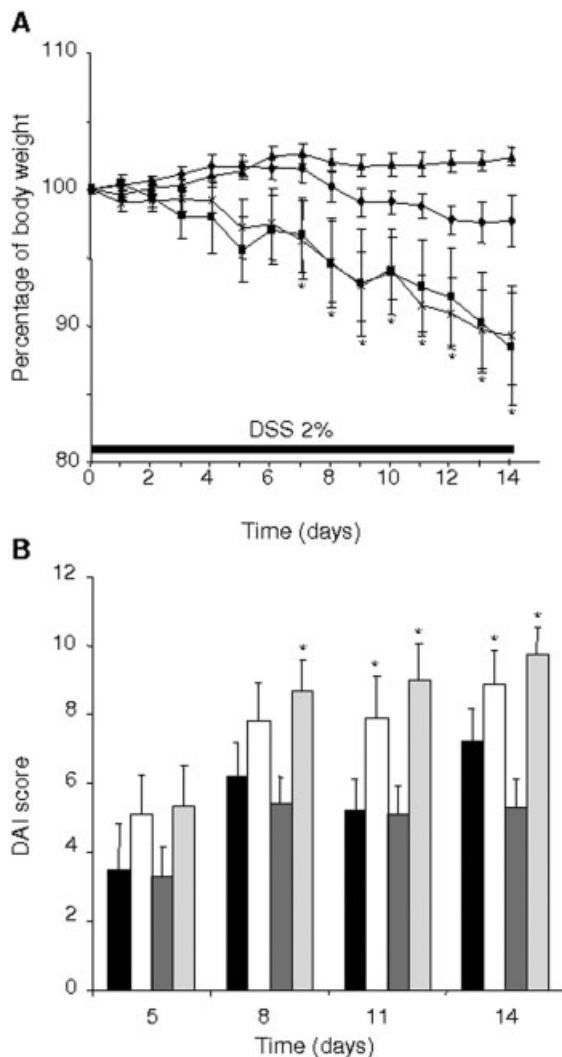 A
110
100
90
80
Percentage of body weight
* * * * * * * *
DSS 2%
0 2 4 6 8 10 12 14
Time (days)
B
12
10
8
6
4
2
0
DAI score
* * * * *
5 8 11 14
Time (days)